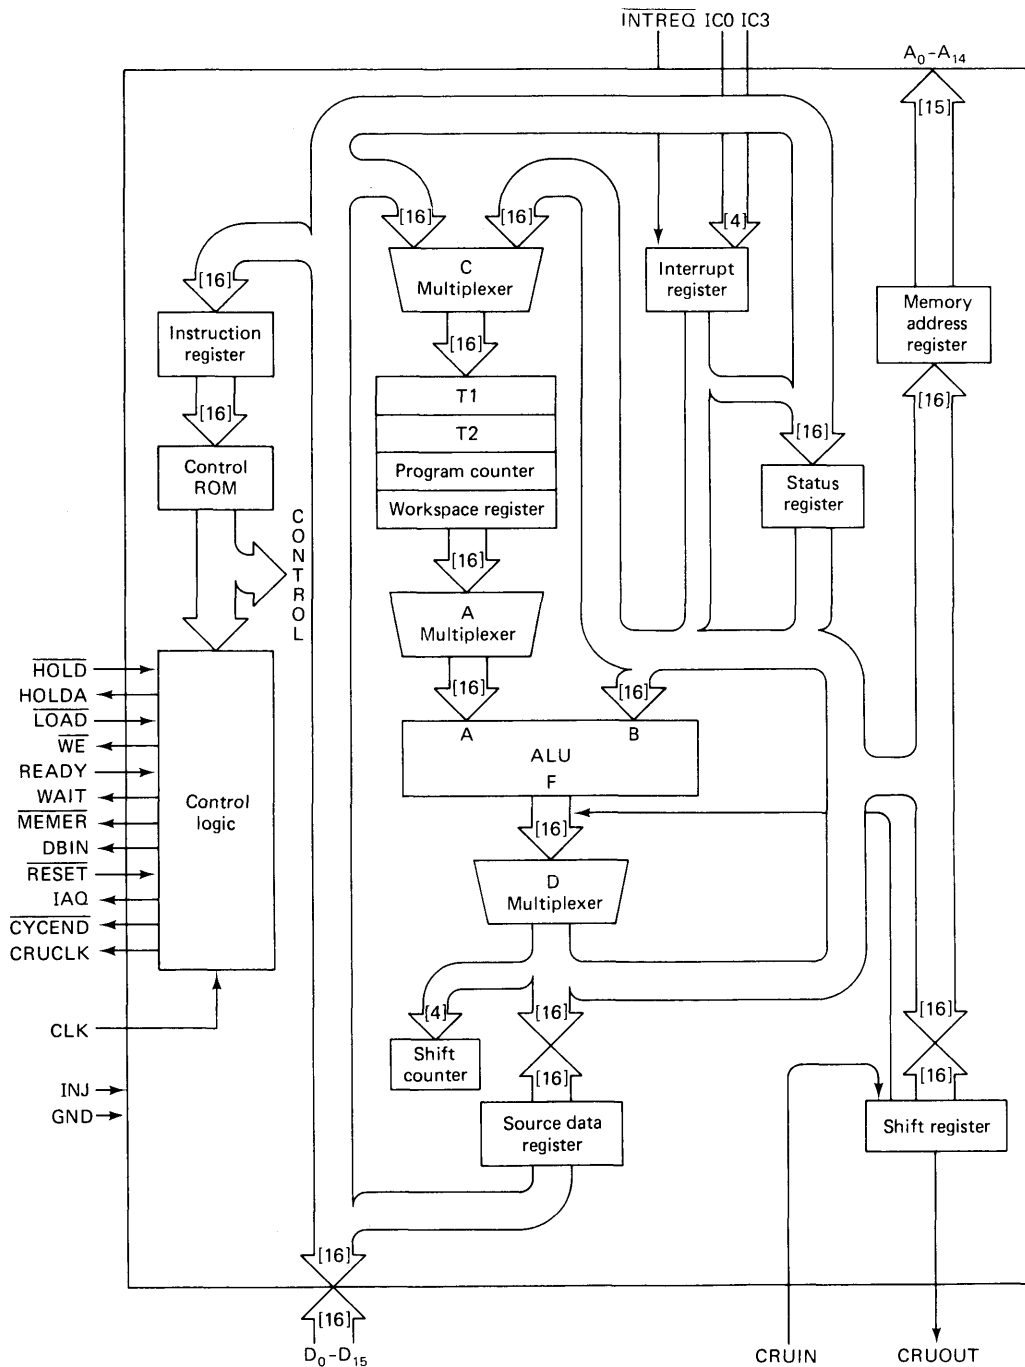 INTREQ IC0 IC3
A0-A14
[15]
[16]
[16]
[4]
[16]
C
Multiplexer
Interrupt
register
Memory
address
register
Instruction
register
[16]
[16]
T1
[16]
[16]
T2
Control
ROM
Program counter
Status
register
Workspace register
CONTROL
[16]
A
Multiplexer
HOLD
HOLDA
LOAD
WE
READY
WAIT
MEMER
DBIN
RESET
IAQ
CYCEND
CRUCLK
Control
logic
[16]
[16]
A
B
ALU
F
[16]
D
Multiplexer
[4]
[16]
[16]
CLK
Shift
counter
[16]
[16]
INJ
GND
Source data
register
Shift register
[16]
[16]
D0-D15
CRUIN
CRUOUT